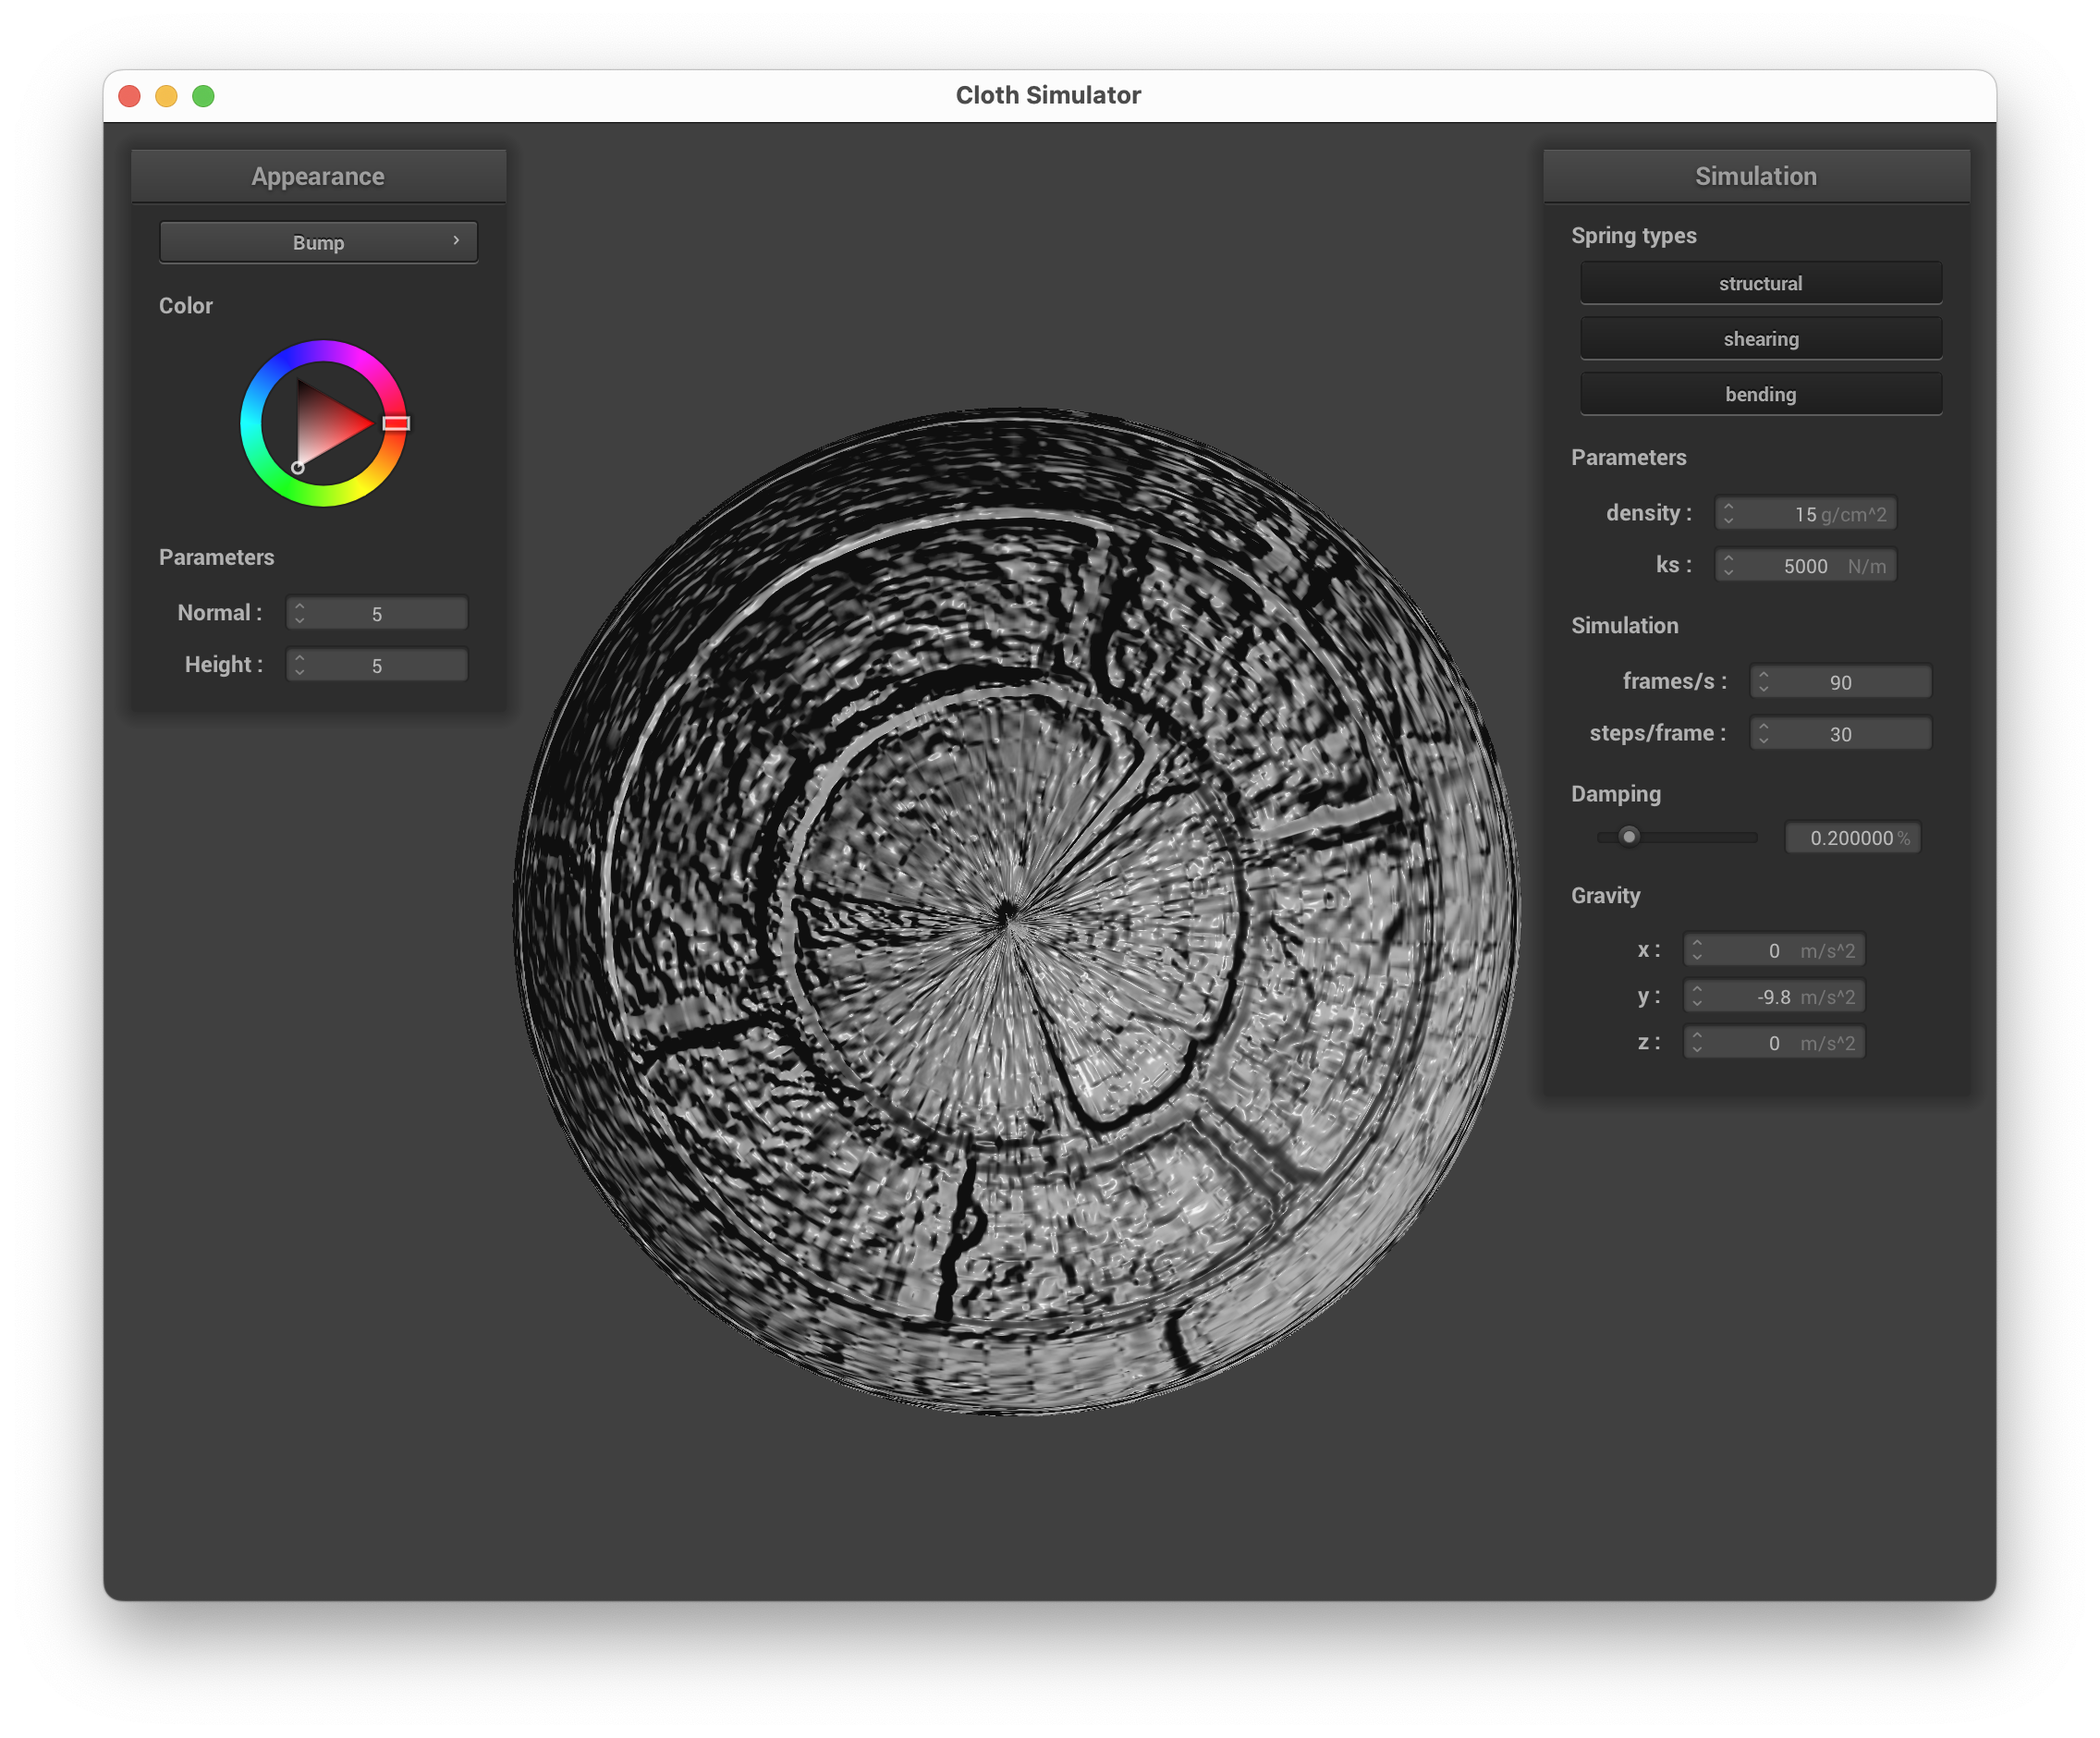 Cloth Simulator
Appearance
Bump
Color
Parameters
Normal : 5
Height : 5
Simulation
Spring types
structural
shearing
bending
Parameters
density : 15 g/cm^2
ks : 5000 N/m
Simulation
frames/s : 90
steps/frame : 30
Damping
0.200000 %
Gravity
x : 0 m/s^2
y : -9.8 m/s^2
z : 0 m/s^2